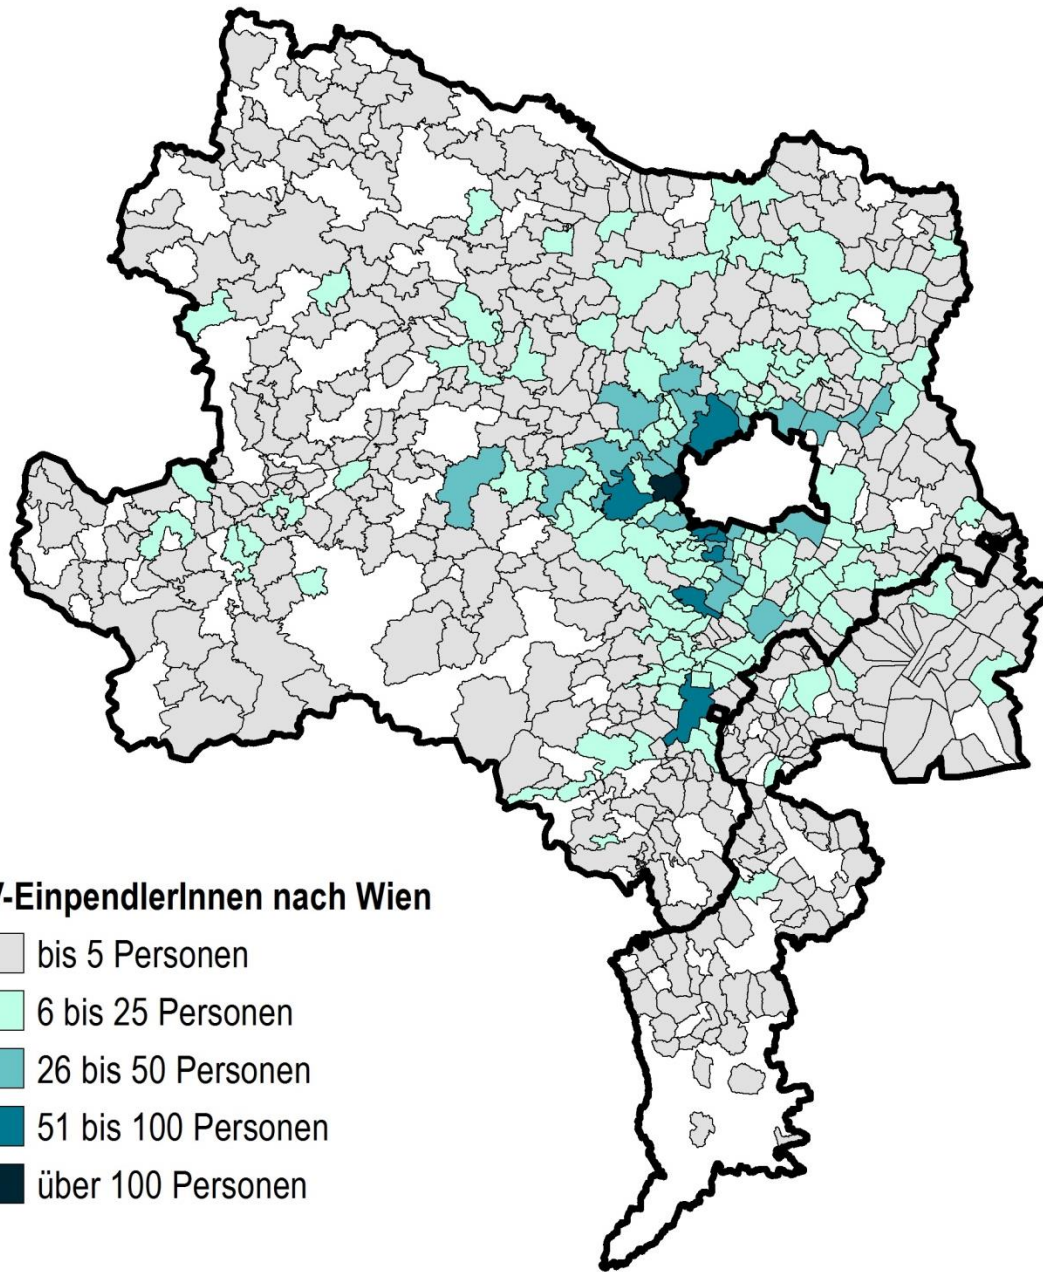 -EinpendlerInnen nach Wien
bis 5 Personen
6 bis 25 Personen
26 bis 50 Personen
51 bis 100 Personen
über 100 Personen